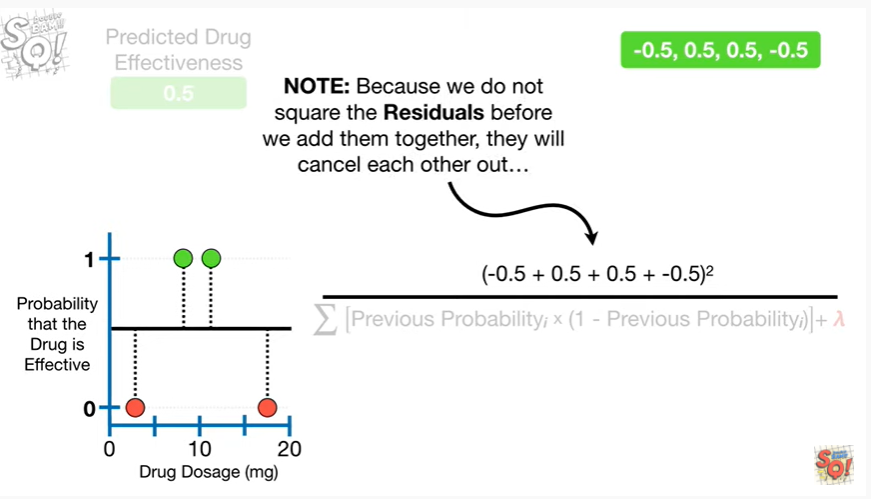 Predicted Drug
Effectiveness
0.5
-0.5, 0.5, 0.5, -0.5
NOTE: Because we do not
square the Residuals before
we add them together, they will
cancel each other out…
(-0.5 + 0.5 + 0.5 + -0.5)²
∑ [Previous Probabilityᵢ x (1 - Previous Probabilityᵢ)]+ λ
1
Probability
that the
Drug is
Effective
0
0 10 20
Drug Dosage (mg)
SQ!